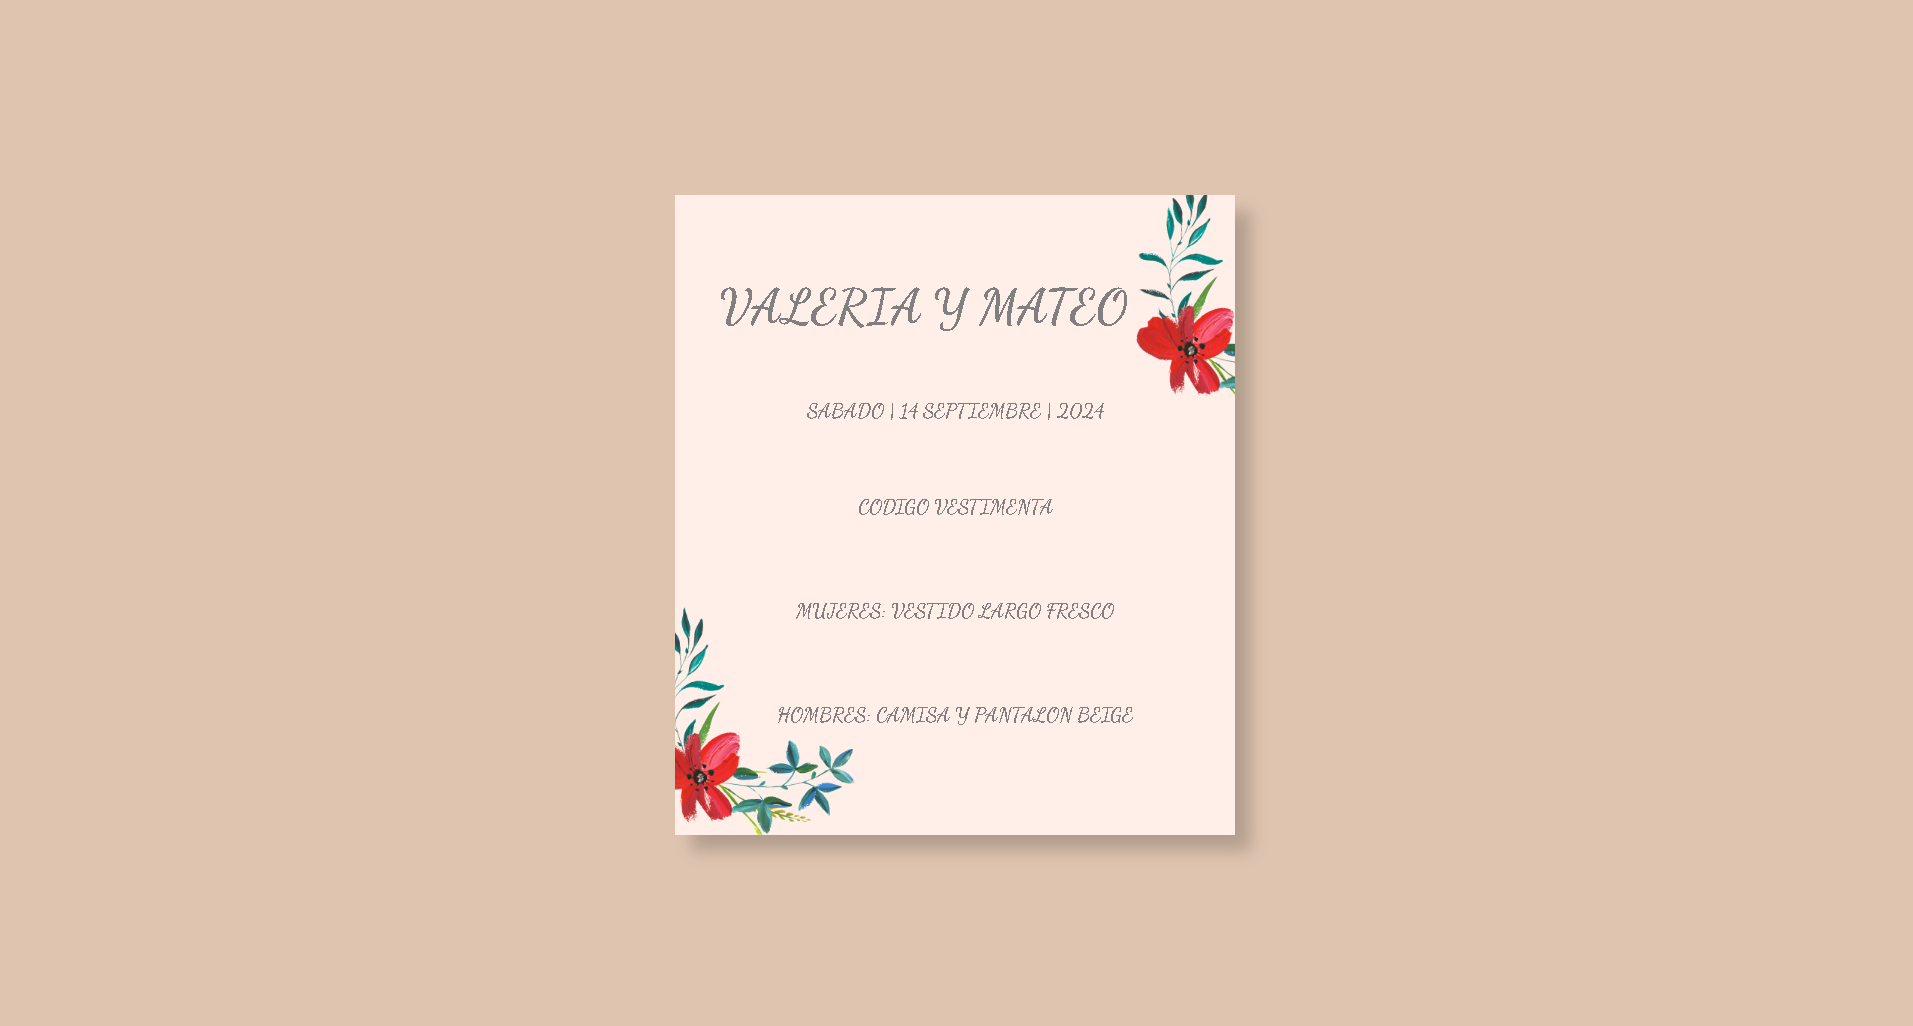 VALERIA Y MATEO
SABADO | 14 SEPTIEMBRE | 2024
CODIGO VESTIMENTA
MUJERES: VESTIDO LARGO FRESCO
HOMBRES: CAMISA Y PANTALON BEIGE